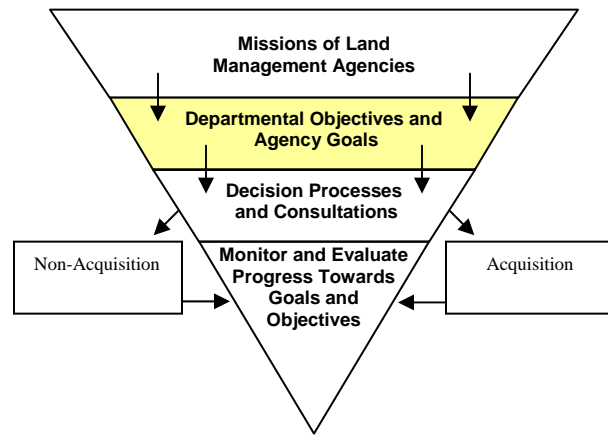 Missions of Land
Management Agencies
Departmental Objectives and
Agency Goals
Decision Processes
and Consultations
Non-Acquisition
Monitor and Evaluate
Progress Towards
Goals and
Objectives
Acquisition